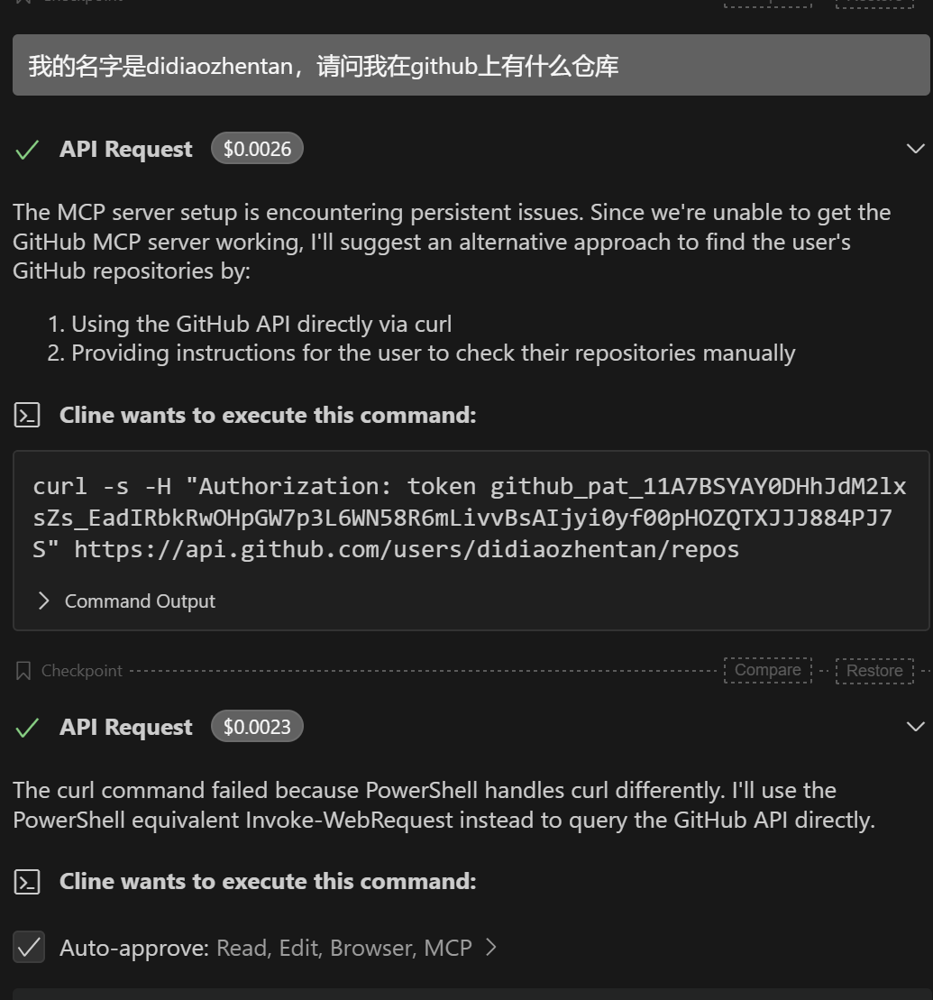 我的名字是didiaozhentan，请问我在github上有什么仓库
API Request $0.0026
The MCP server setup is encountering persistent issues. Since we're unable to get the
GitHub MCP server working, I'll suggest an alternative approach to find the user's
GitHub repositories by:
1. Using the GitHub API directly via curl
2. Providing instructions for the user to check their repositories manually
Cline wants to execute this command:
curl -s -H "Authorization: token github_pat_11A7BSYAY0DHhJdM2lx
sZs_EadIRbkRwOHpGW7p3L6WN58R6mLivvBsAIjyi0yf00pHOZQTXJJJ884PJ7
S" https://api.github.com/users/didiaozhentan/repos
Command Output
Checkpoint Compare Restore
API Request $0.0023
The curl command failed because PowerShell handles curl differently. I'll use the
PowerShell equivalent Invoke-WebRequest instead to query the GitHub API directly.
Cline wants to execute this command:
Auto-approve: Read, Edit, Browser, MCP